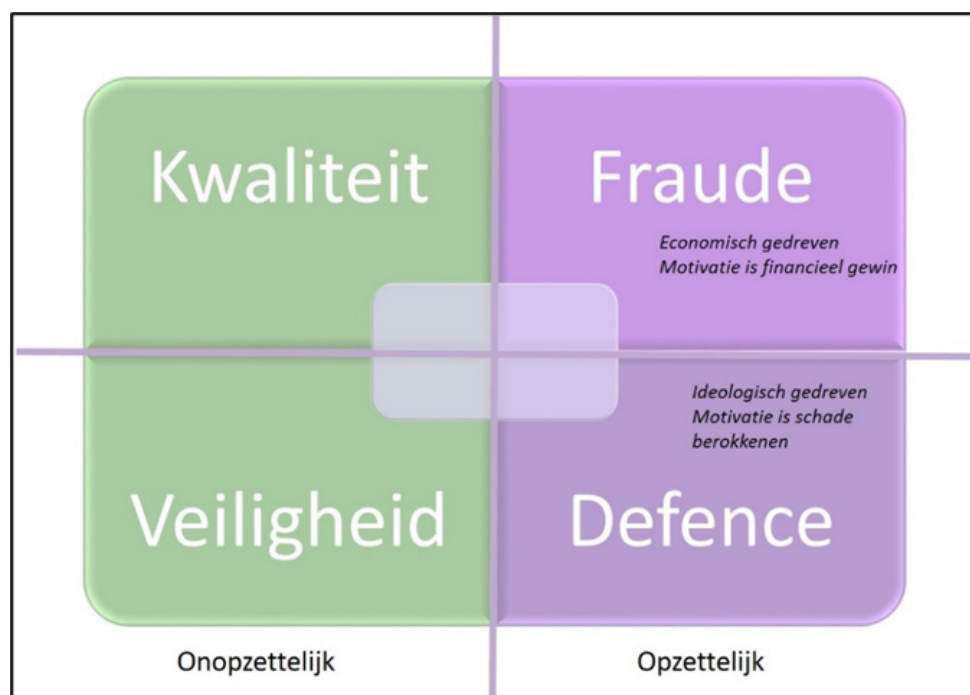 Kwaliteit
Fraude
Economisch gedreven
Motivatie is financieel gewin
Ideologisch gedreven
Motivatie is schade
berokkenen
Veiligheid
Defence
Onopzettelijk
Opzettelijk